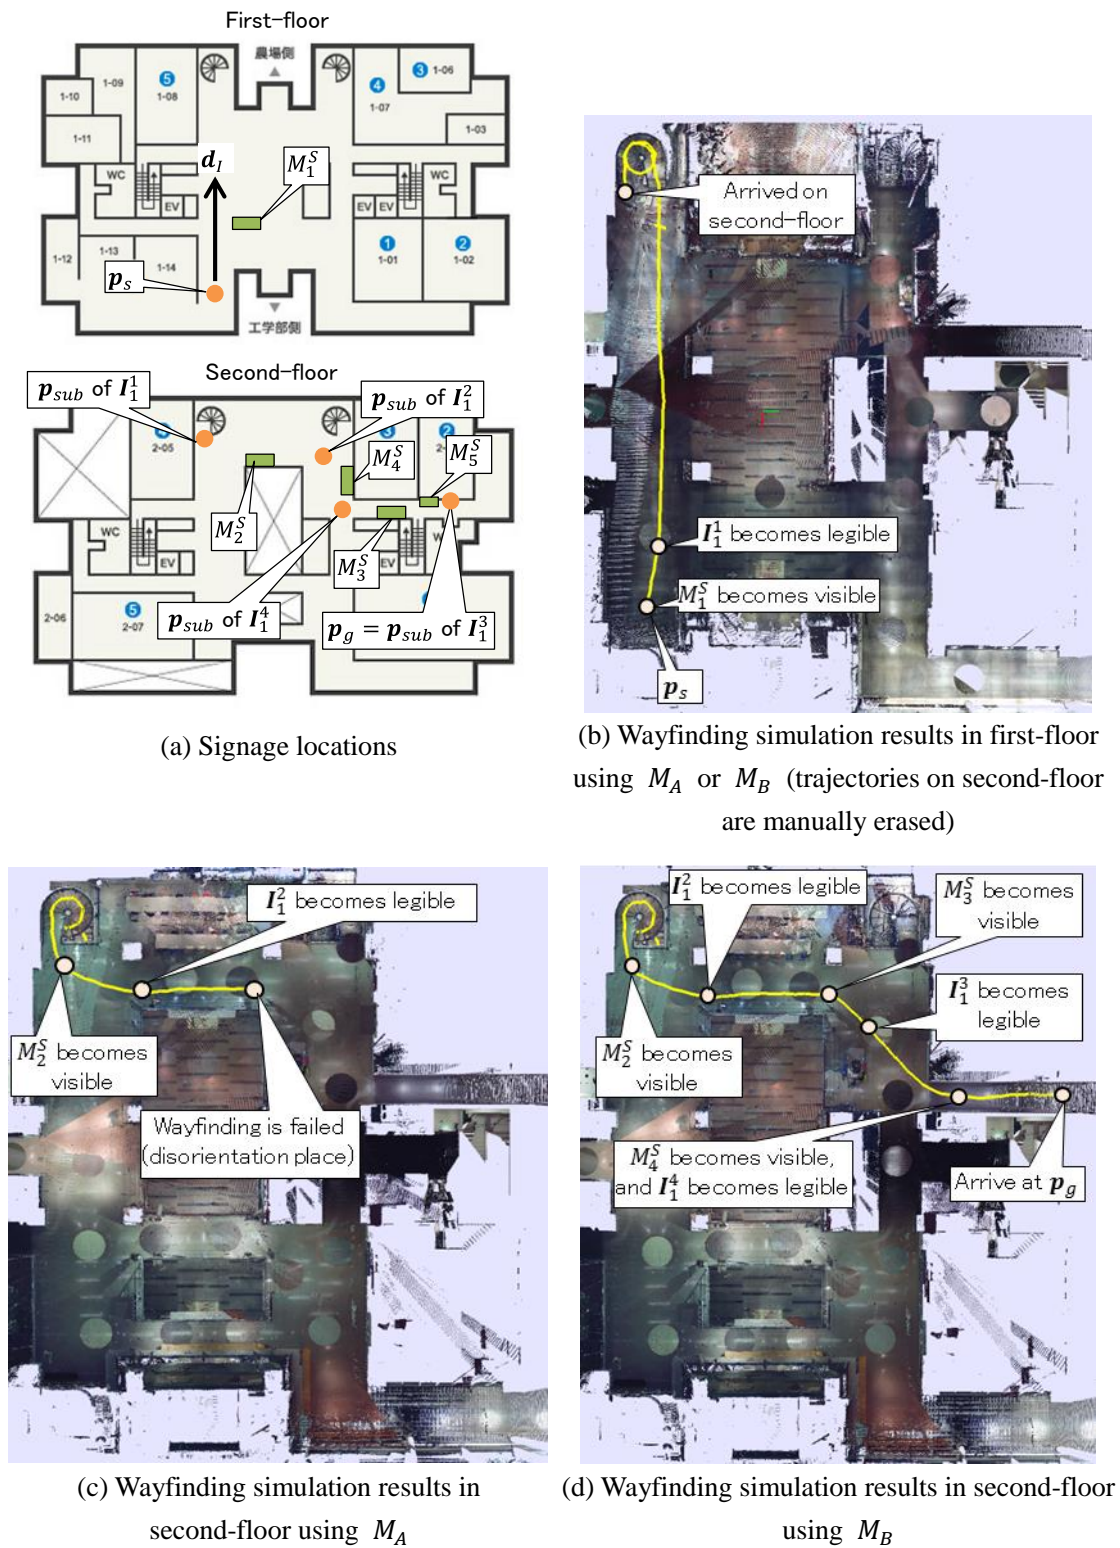 First-floor
農場側
1-09
5
1-08
3
1-06
4
1-07
1-10
1-11
1-03
WC
d_I
M_1^S
WC
EV
EV
EV
1-12
1-13
1-14
p_s
1
1-01
2
1-02
工学部側
Second-floor
p_sub of I_1^1
p_sub of I_1^2
2-05
3
2
M_4^S
M_5^S
M_2^S
WC
EV
M_3^S
EV
WC
2-06
5
2-07
p_sub of I_1^4
p_g = p_sub of I_1^3
(a) Signage locations
Arrived on
second-floor
I_1^1 becomes legible
M_1^S becomes visible
p_s
(b) Wayfinding simulation results in first-floor
using M_A or M_B (trajectories on second-floor
are manually erased)
I_1^2 becomes legible
M_2^S becomes
visible
Wayfinding is failed
(disorientation place)
(c) Wayfinding simulation results in
second-floor using M_A
I_1^2 becomes legible
M_3^S becomes
visible
I_1^3 becomes
legible
M_2^S becomes
visible
M_4^S becomes visible,
and I_1^4 becomes legible
Arrive at p_g
(d) Wayfinding simulation results in second-floor
using M_B